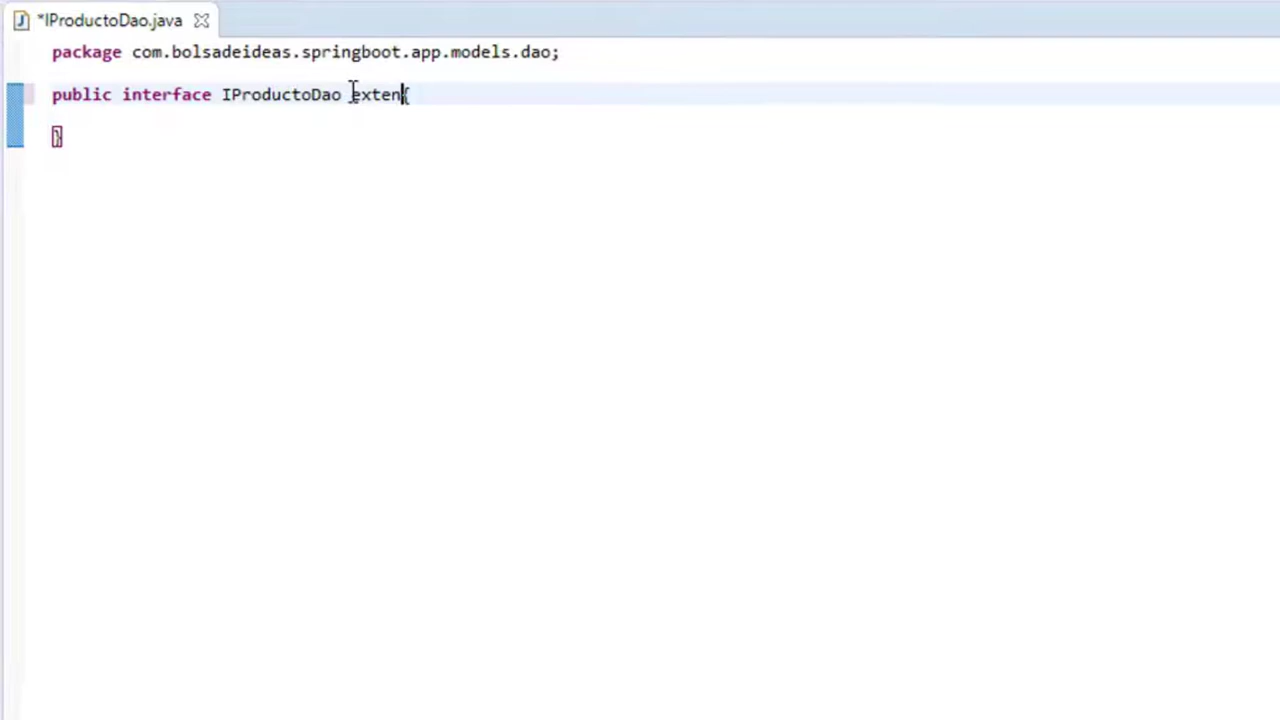 *IProductoDao.java
package com.bolsadeideas.springboot.app.models.dao;
public interface IProductoDao exten{
}